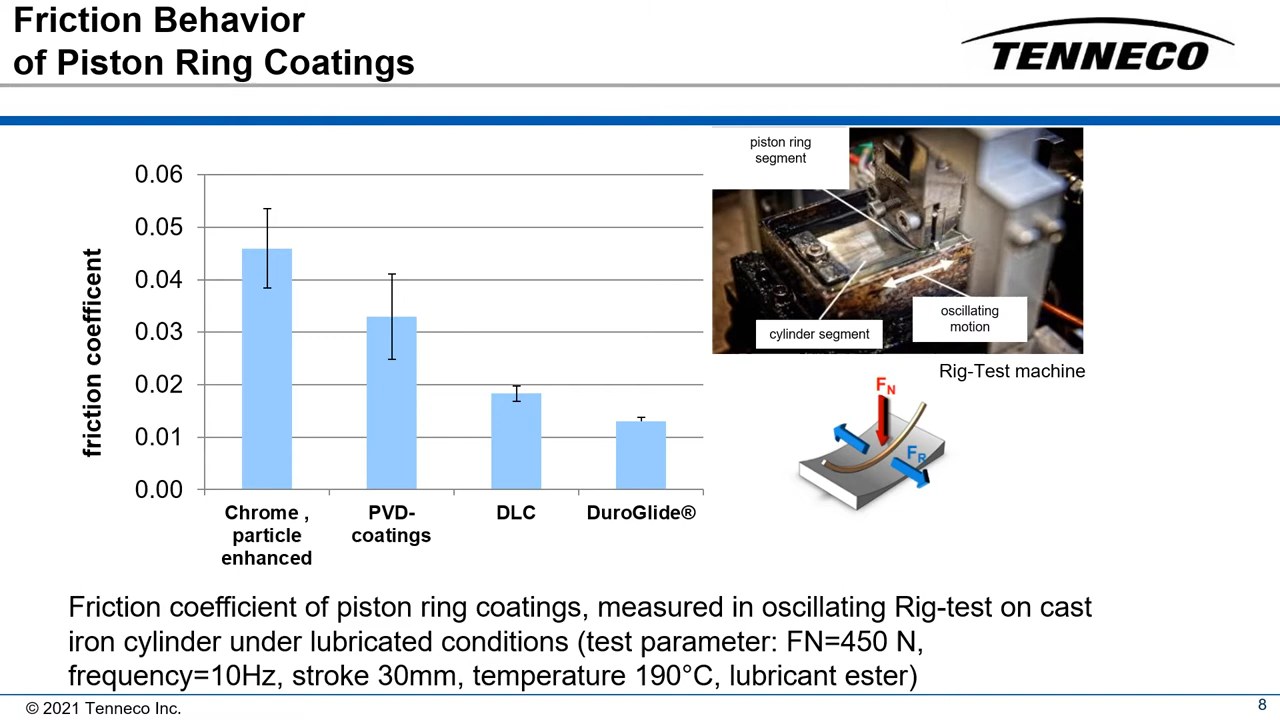 Friction Behavior
of Piston Ring Coatings
TENNECO
0.06
0.05
0.04
0.03
0.02
0.01
0.00
friction coefficent
Chrome ,
particle
enhanced
PVD-
coatings
DLC
DuroGlide®
piston ring
segment
cylinder segment
oscillating
motion
Rig-Test machine
FN
FR
Friction coefficient of piston ring coatings, measured in oscillating Rig-test on cast
iron cylinder under lubricated conditions (test parameter: FN=450 N,
frequency=10Hz, stroke 30mm, temperature 190°C, lubricant ester)
© 2021 Tenneco Inc.
8